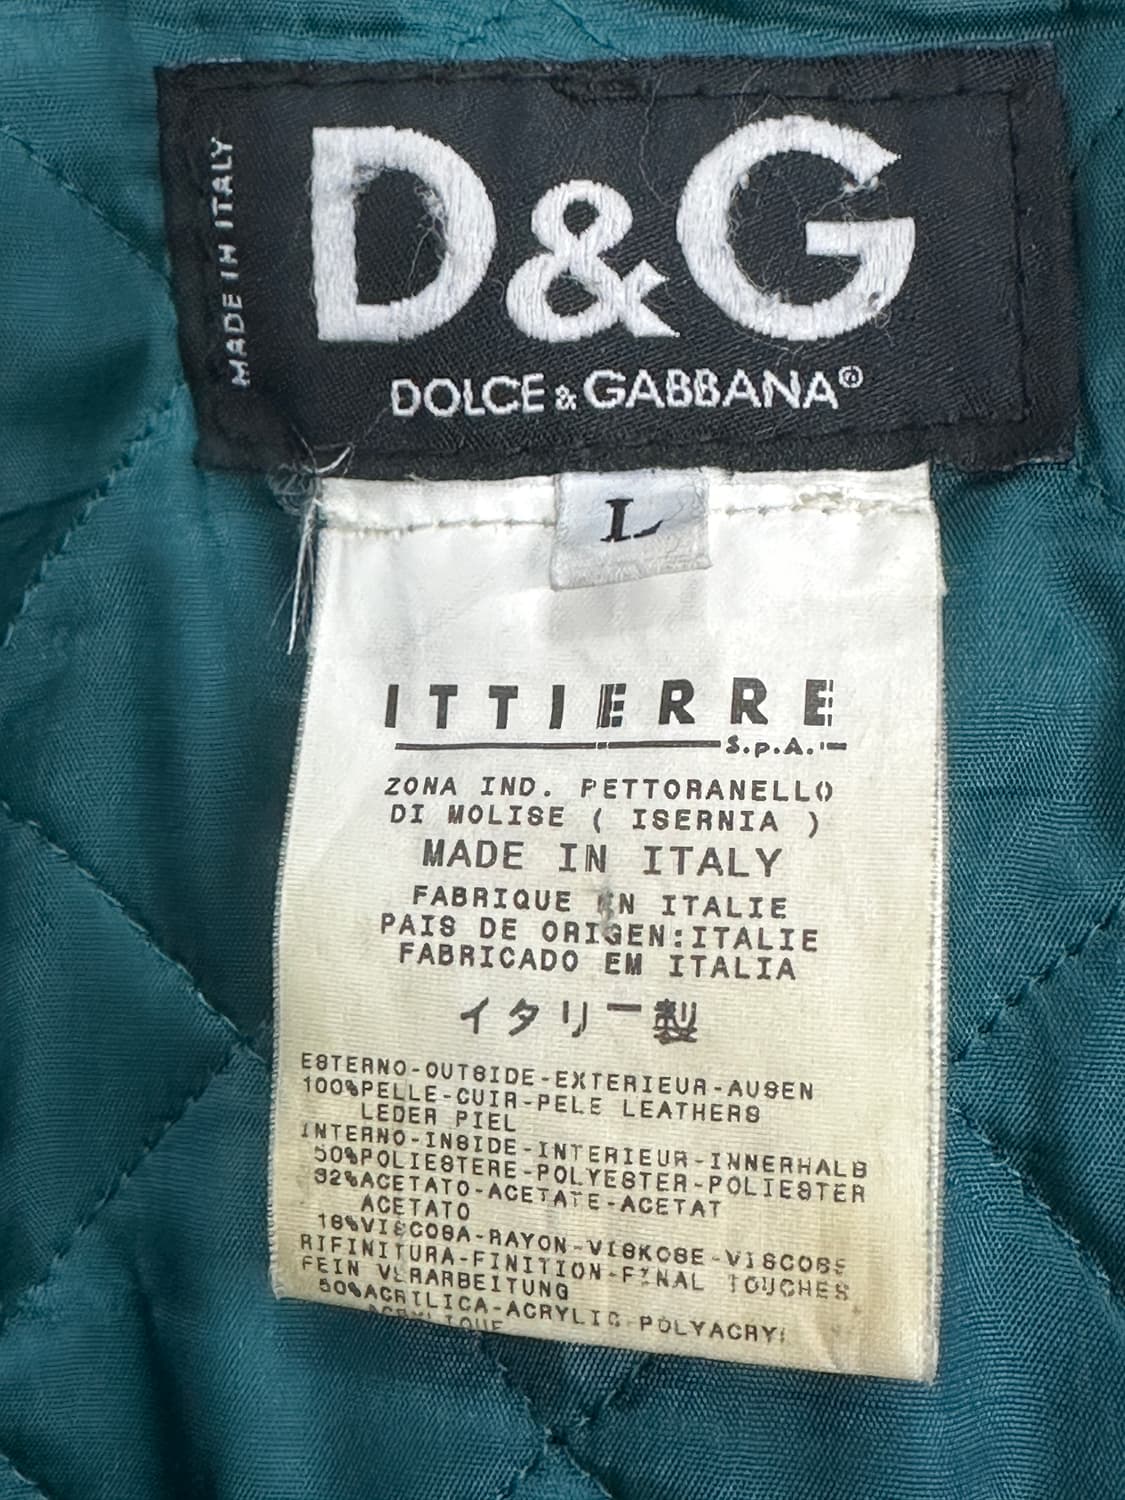 MADE IN ITALY
D&G
DOLCE & GABBANA®
L
ITTIERRE
S.p.A.
ZONA IND. PETTORANELLO
DI MOLISE ( ISERNIA )
MADE IN ITALY
FABRIQUE EN ITALIE
PAIS DE ORIGEN:ITALIE
FABRICADO EM ITALIA
イタリー製
ESTERNO-OUTSIDE-EXTERIEUR-AUSEN
100%PELLE-CUIR-PELE LEATHERS
LEDER PIEL
INTERNO-INSIDE-INTERIEUR-INNERHALB
50%POLIESTERE-POLYESTER-POLIESTER
32%ACETATO-ACETATE-ACETAT
ACETATO
18%VISCOSA-RAYON-VISKOSE-VISCOSE
RIFINITURA-FINITION-FINAL TOUCHES
FEIN VERARBEITUNG
50%ACRILICA-ACRYLIC-POLYACRYL
ACRYLIQUE